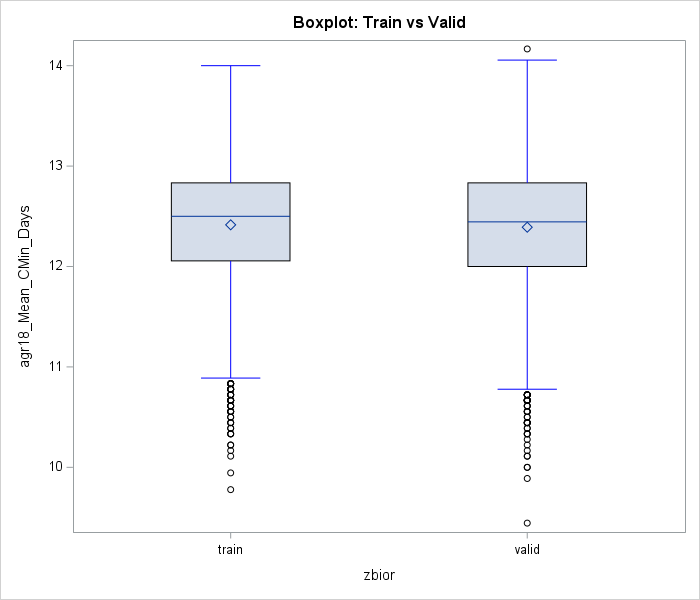 Boxplot: Train vs Valid
14
13
12
11
10
agr18_Mean_CMin_Days
train
valid
zbior